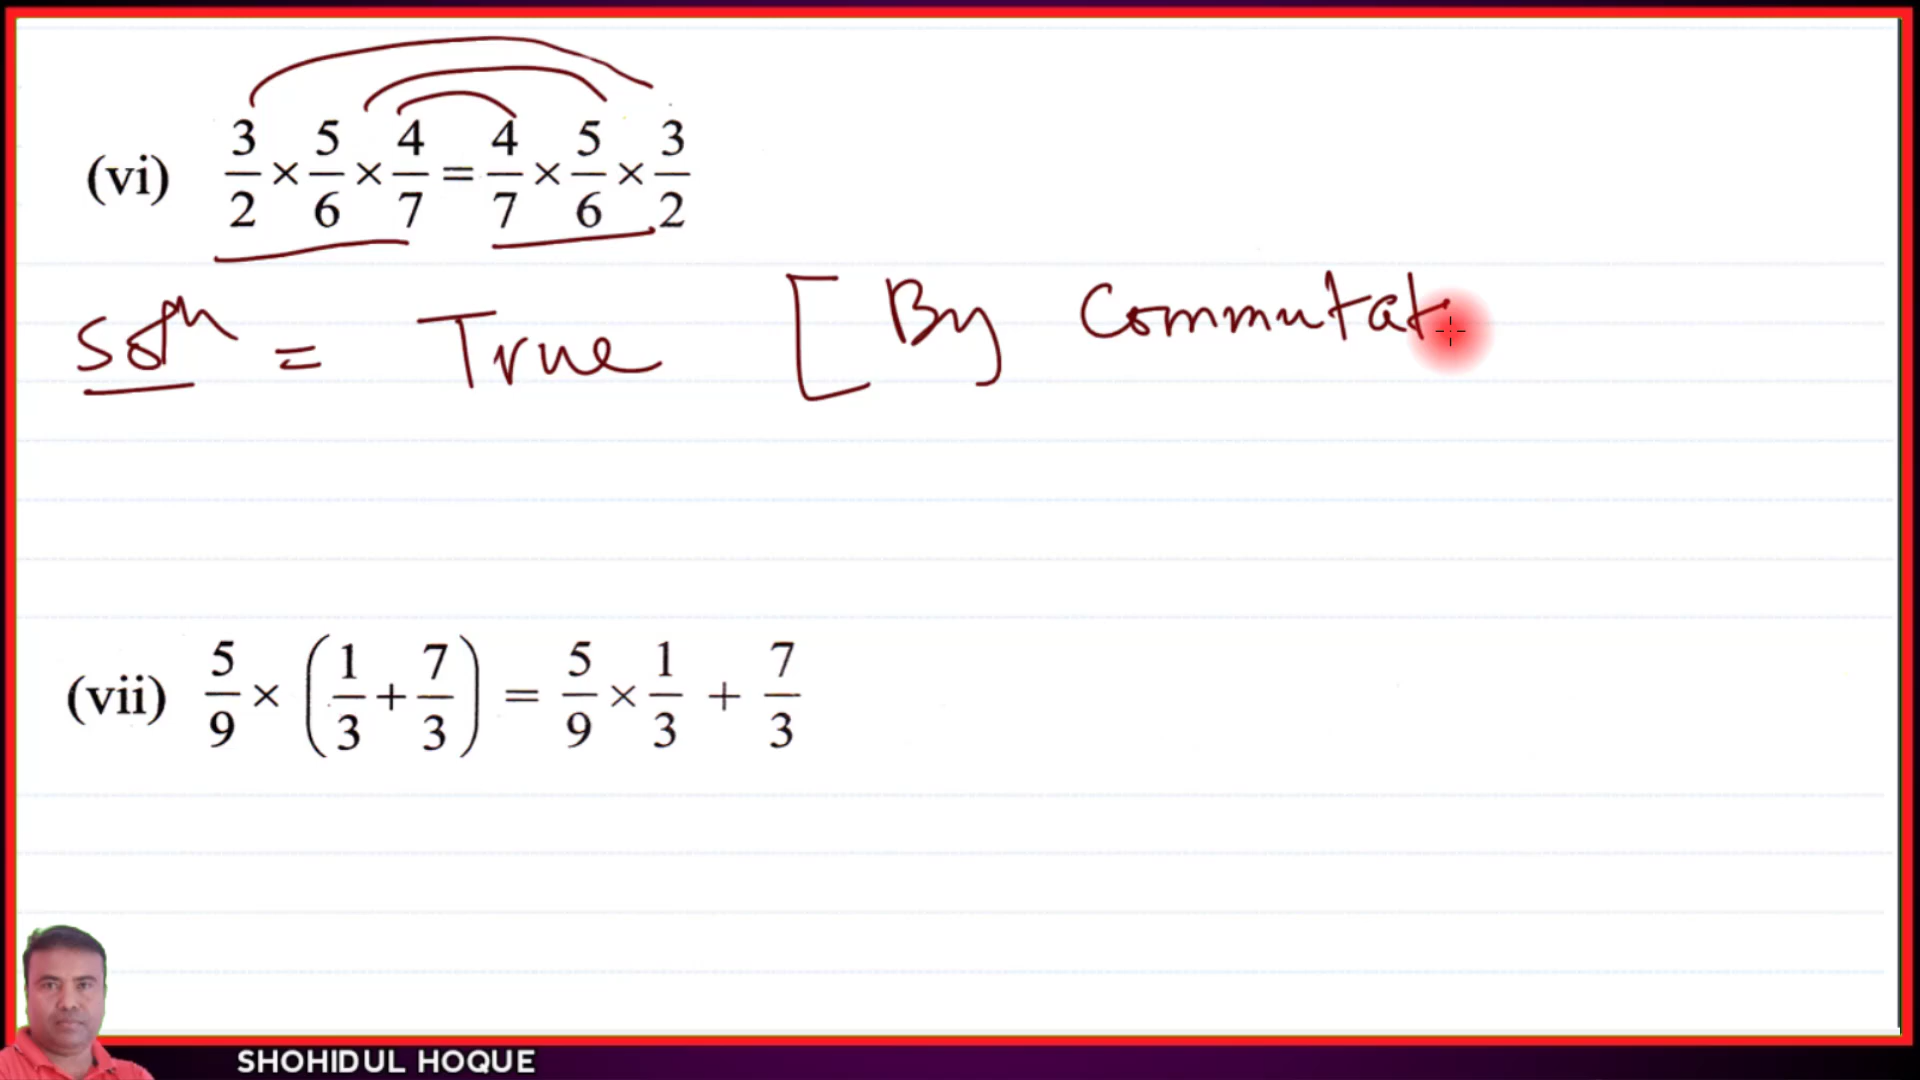 (vi) 3/2 × 5/6 × 4/7 = 4/7 × 5/6 × 3/2
Soln = True [ By Commutat
(vii) 5/9 × (1/3 + 7/3) = 5/9 × 1/3 + 7/3
SHOHIDUL HOQUE